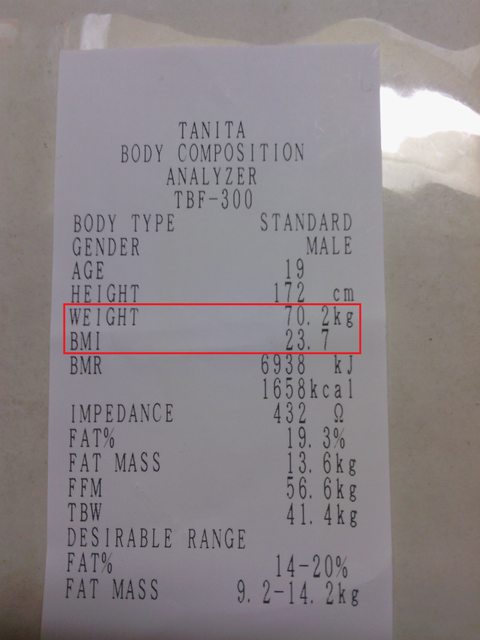 TANITA
BODY COMPOSITION
ANALYZER
TBF-300
BODY TYPE STANDARD
GENDER MALE
AGE 19
HEIGHT 172 cm
WEIGHT 70.2kg
BMI 23.7
BMR 6938 kJ
1658kcal
IMPEDANCE 432 Ω
FAT% 19.3%
FAT MASS 13.6kg
FFM 56.6kg
TBW 41.4kg
DESIRABLE RANGE
FAT% 14-20%
FAT MASS 9.2-14.2kg